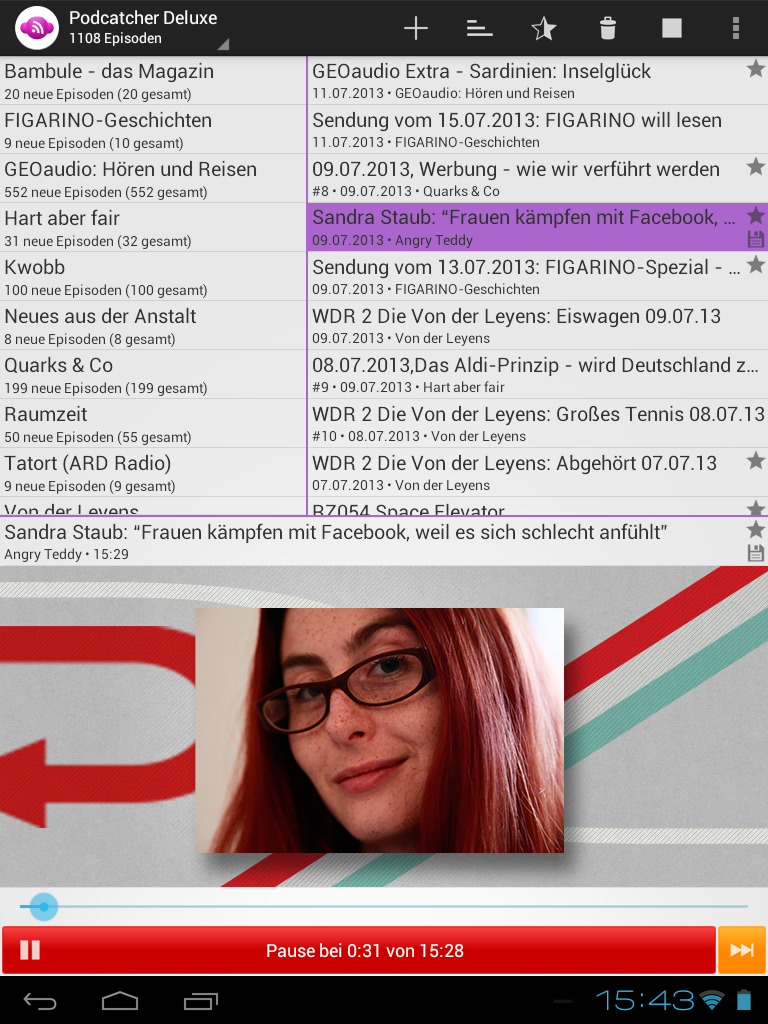 Podcatcher Deluxe
1108 Episoden
Bambule - das Magazin
20 neue Episoden (20 gesamt)
FIGARINO-Geschichten
9 neue Episoden (10 gesamt)
GEOaudio: Hören und Reisen
552 neue Episoden (552 gesamt)
Hart aber fair
31 neue Episoden (32 gesamt)
Kwobb
100 neue Episoden (100 gesamt)
Neues aus der Anstalt
8 neue Episoden (8 gesamt)
Quarks & Co
199 neue Episoden (199 gesamt)
Raumzeit
50 neue Episoden (55 gesamt)
Tatort (ARD Radio)
9 neue Episoden (9 gesamt)
Von der Leyens
GEOaudio Extra - Sardinien: Inselglück
11.07.2013 • GEOaudio: Hören und Reisen
Sendung vom 15.07.2013: FIGARINO will lesen
11.07.2013 • FIGARINO-Geschichten
09.07.2013, Werbung - wie wir verführt werden
#8 • 09.07.2013 • Quarks & Co
Sandra Staub: “Frauen kämpfen mit Facebook, ...
09.07.2013 • Angry Teddy
Sendung vom 13.07.2013: FIGARINO-Spezial - ...
09.07.2013 • FIGARINO-Geschichten
WDR 2 Die Von der Leyens: Eiswagen 09.07.13
09.07.2013 • Von der Leyens
08.07.2013,Das Aldi-Prinzip - wird Deutschland z...
#9 • 09.07.2013 • Hart aber fair
WDR 2 Die Von der Leyens: Großes Tennis 08.07.13
#10 • 08.07.2013 • Von der Leyens
WDR 2 Die Von der Leyens: Abgehört 07.07.13
07.07.2013 • Von der Leyens
RZ054 Space Elevator
Sandra Staub: “Frauen kämpfen mit Facebook, weil es sich schlecht anfühlt”
Angry Teddy • 15:29
Pause bei 0:31 von 15:28
15:43